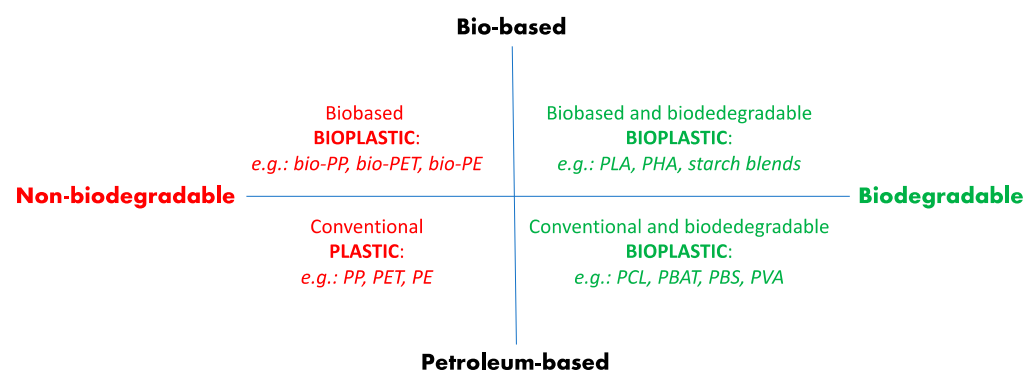 Bio-based
Biobased
BIOPLASTIC:
e.g.: bio-PP, bio-PET, bio-PE
Biobased and biodedegradable
BIOPLASTIC:
e.g.: PLA, PHA, starch blends
Non-biodegradable
Biodegradable
Conventional
PLASTIC:
e.g.: PP, PET, PE
Conventional and biodedegradable
BIOPLASTIC:
e.g.: PCL, PBAT, PBS, PVA
Petroleum-based